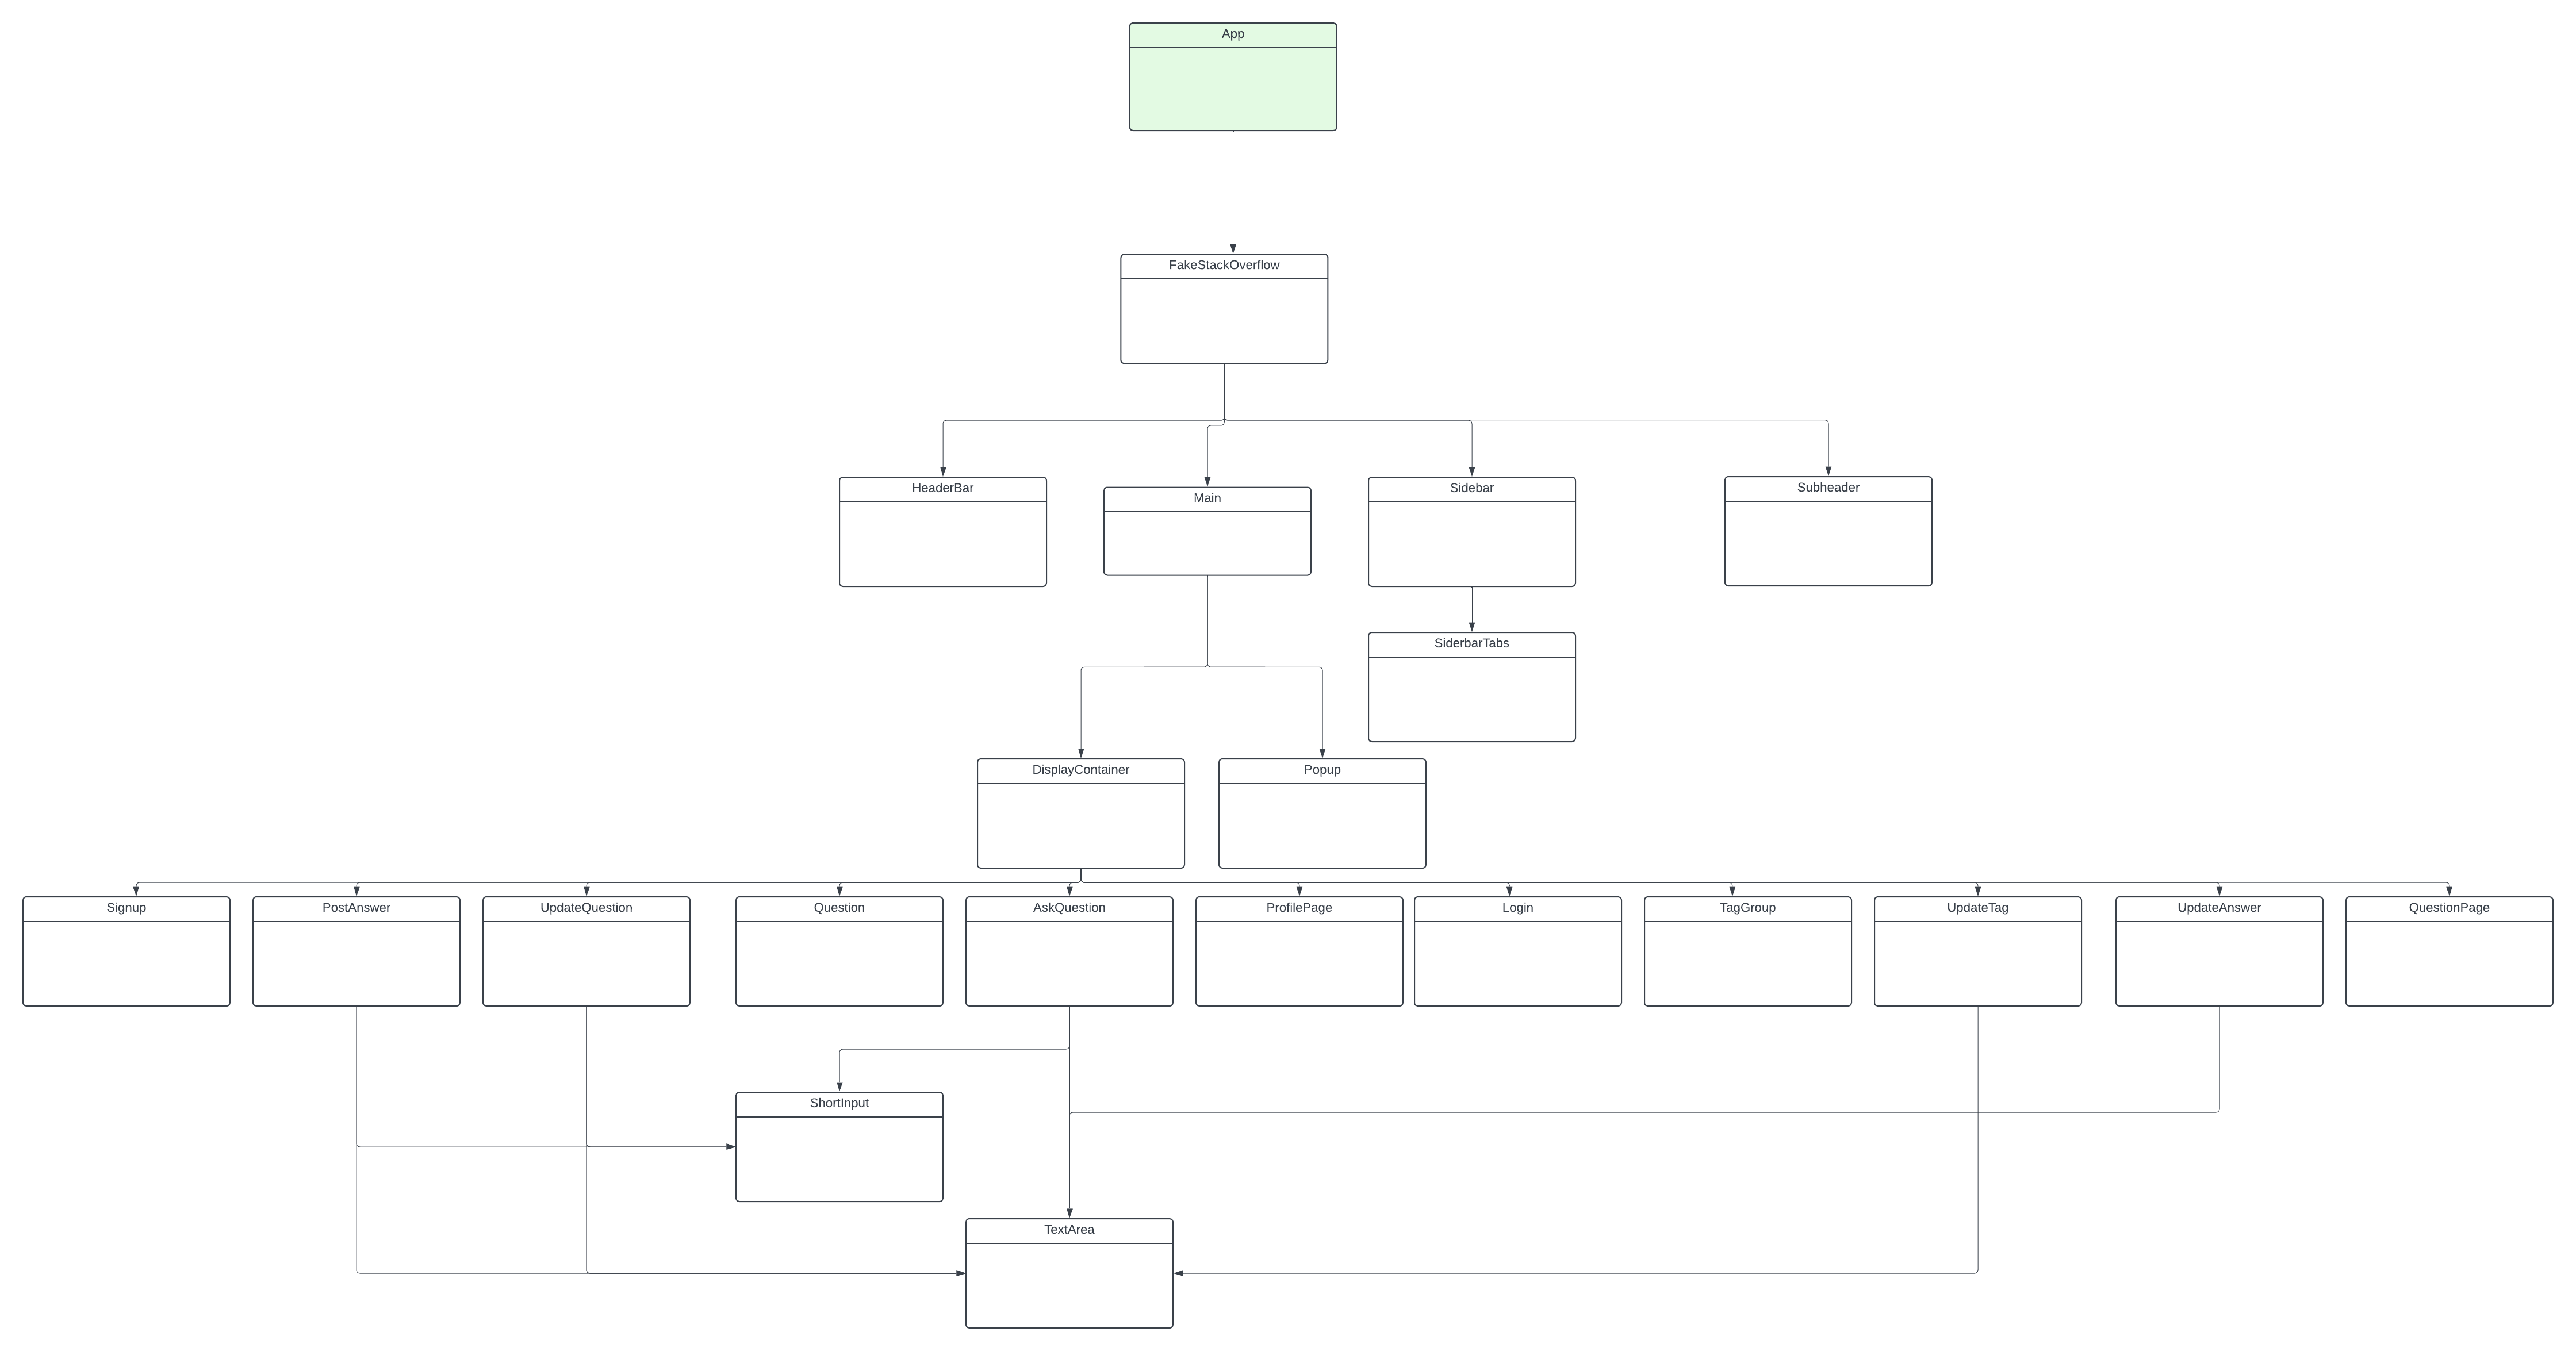 App
FakeStackOverflow
HeaderBar
Main
Sidebar
Subheader
SiderbarTabs
DisplayContainer
Popup
Signup
PostAnswer
UpdateQuestion
Question
AskQuestion
ProfilePage
Login
TagGroup
UpdateTag
UpdateAnswer
QuestionPage
ShortInput
TextArea